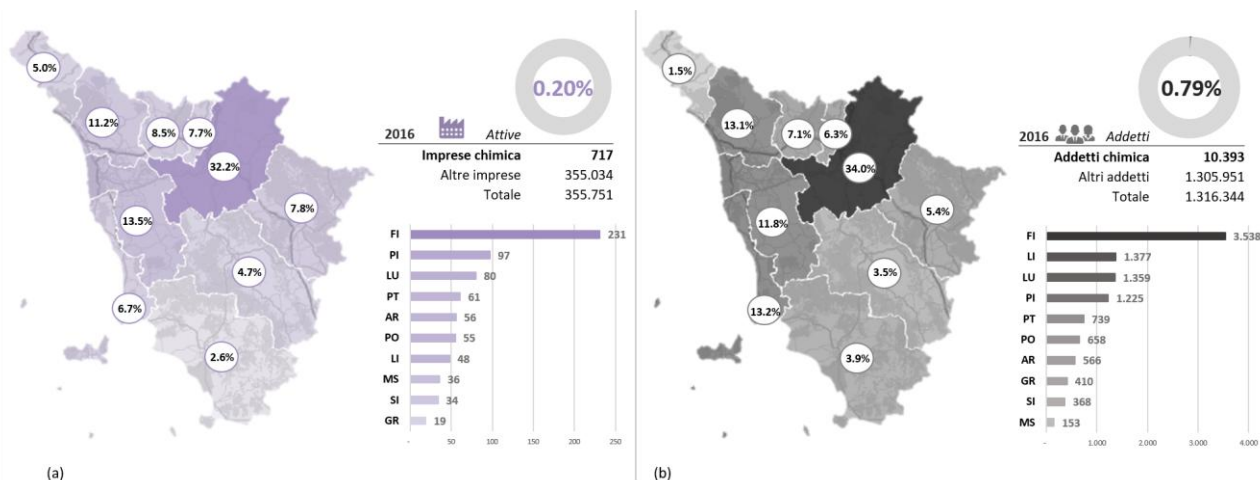 5.0%
11.2%
8.5%
7.7%
32.2%
7.8%
13.5%
4.7%
6.7%
2.6%
0.20%
2016 Attive
Imprese chimica 717
Altre imprese 355.034
Totale 355.751
FI 231
PI 97
LU 80
PT 61
AR 56
PO 55
LI 48
MS 36
SI 34
GR 19
- 50 100 150 200 250
(a)
1.5%
13.1%
7.1%
6.3%
34.0%
5.4%
11.8%
3.5%
13.2%
3.9%
0.79%
2016 Addetti
Addetti chimica 10.393
Altri addetti 1.305.951
Totale 1.316.344
FI 3.538
LI 1.377
LU 1.359
PI 1.225
PT 739
PO 658
AR 566
GR 410
SI 368
MS 153
- 1.000 2.000 3.000 4.000
(b)